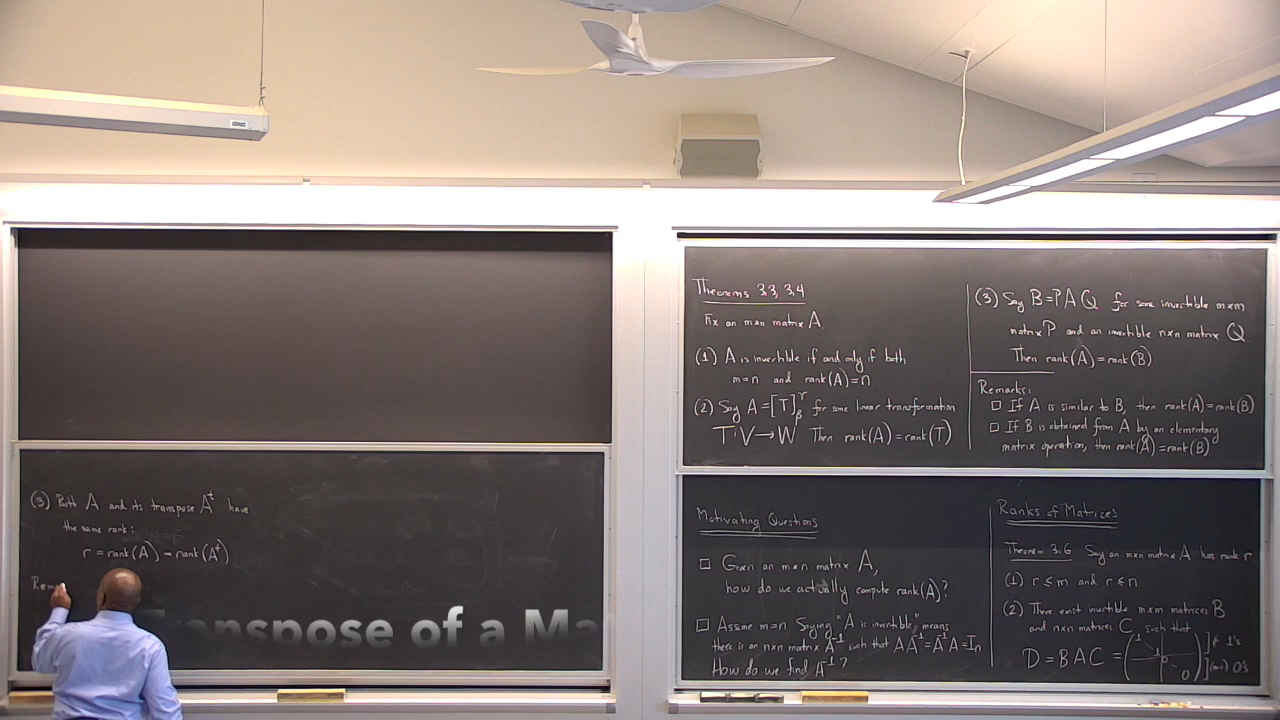 (3) Both A and its transpose Aᵗ have
the same rank:
r = rank(A) = rank(Aᵗ)
Rem
Transpose of a Ma
Theorems 3.3, 3.4
Fix an m×n matrix A.
(1) A is invertible if and only if both
m=n and rank(A)=n
(2) Say A = [T]ᵞᵦ for some linear transformation
T: V → W Then rank(A)=rank(T)
(3) Say B=PAQ for some invertible m×m
matrix P and an invertible n×n matrix Q.
Then rank(A)=rank(B)
Remarks:
□ If A is similar to B, then rank(A)=rank(B)
□ If B is obtained from A by an elementary
matrix operation, then rank(A)=rank(B)
Motivating Questions
□ Given an m×n matrix A,
how do we actually compute rank(A)?
□ Assume m=n Saying "A is invertible," means
there is an n×n matrix A⁻¹ such that AA⁻¹=A⁻¹A=Iₙ
How do we find A⁻¹?
Ranks of Matrices
Theorem 3.6 Say an m×n matrix A has rank r
(1) r ≤ m and r ≤ n
(2) There exist invertible m×m matrices B
and n×n matrices C such that
D = BAC =